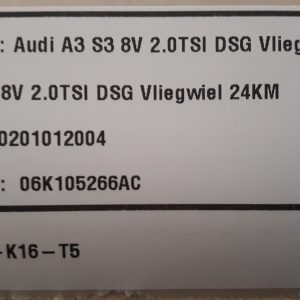 : Audi A3 S3 8V 2.0TSI DSG Vlieg
8V 2.0TSI DSG Vliegwiel 24KM
0201012004
: 06K105266AC
-K16-T5